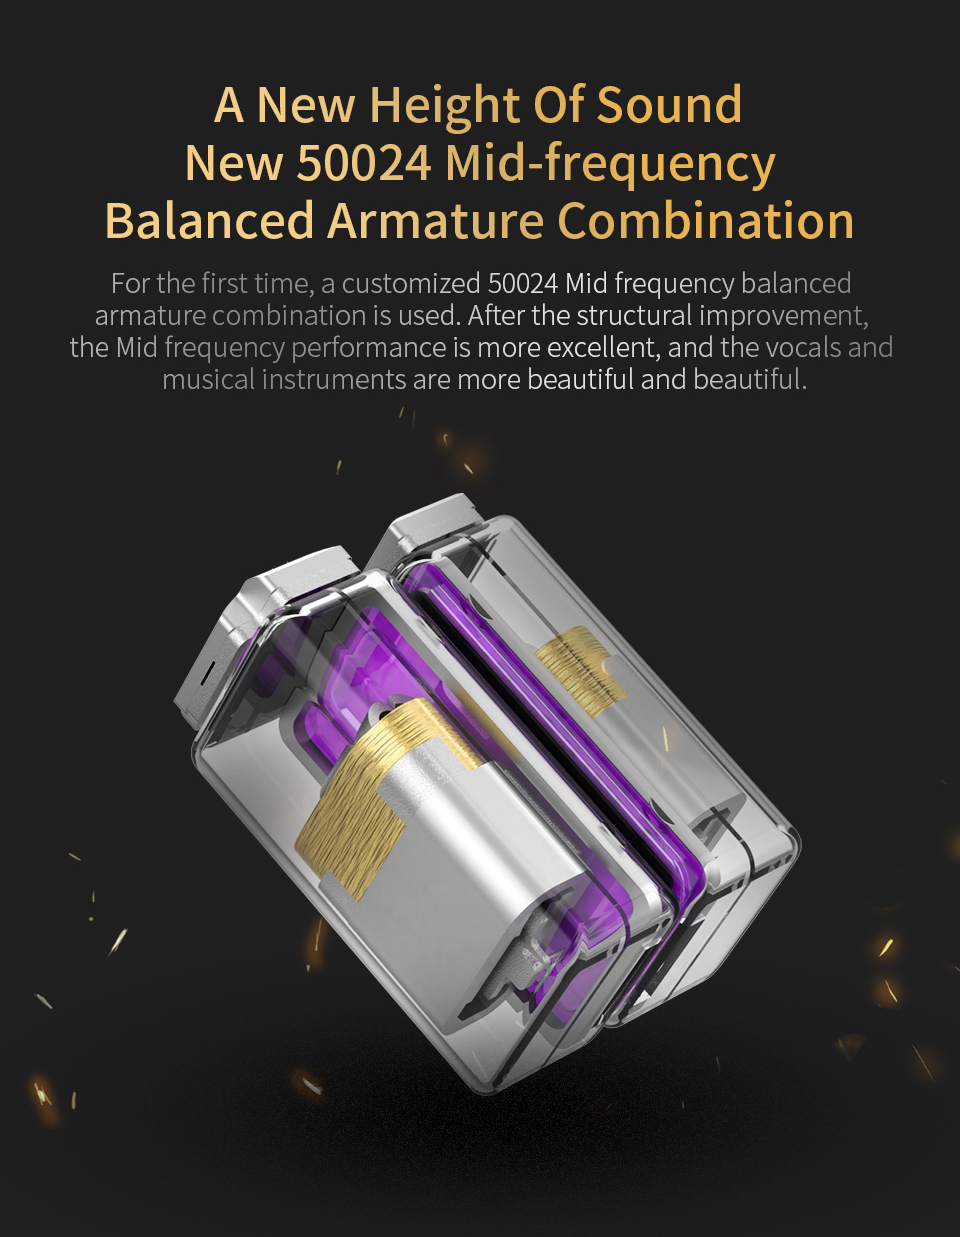 A New Height Of Sound
New 50024 Mid-frequency
Balanced Armature Combination
For the first time, a customized 50024 Mid frequency balanced
armature combination is used. After the structural improvement,
the Mid frequency performance is more excellent, and the vocals and
musical instruments are more beautiful and beautiful.